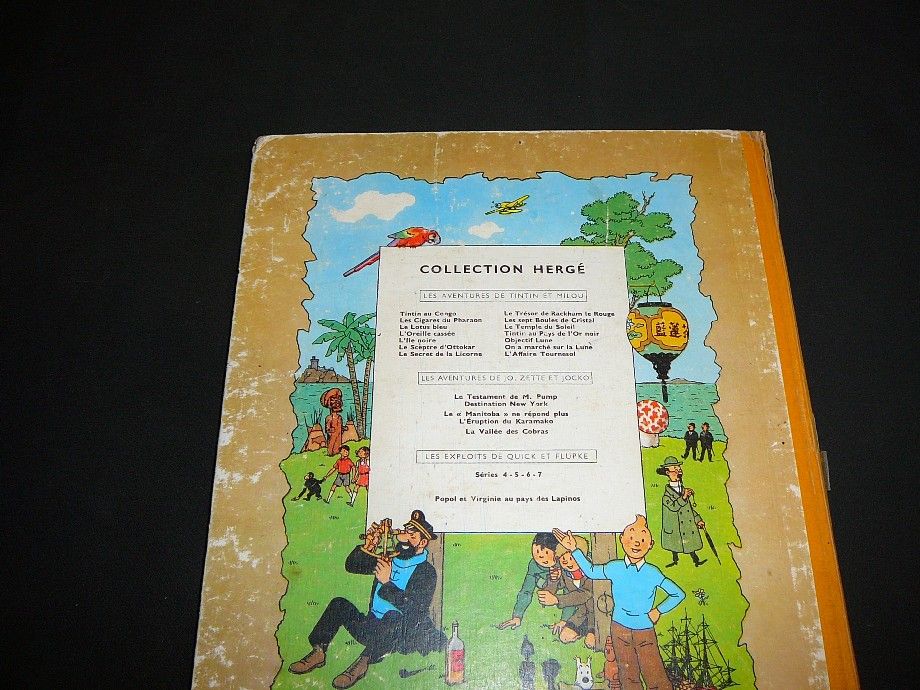 COLLECTION HERGÉ
LES AVENTURES DE TINTIN ET MILOU
Tintin au Congo
Les Cigares du Pharaon
Le Lotus bleu
L'Oreille cassée
L'Ile noire
Le Sceptre d'Ottokar
Le Secret de la Licorne
Le Trésor de Rackham le Rouge
Les sept Boules de Cristal
Le Temple du Soleil
Tintin au Pays de l'Or noir
Objectif Lune
On a marché sur la Lune
L'Affaire Tournesol
LES AVENTURES DE JO, ZETTE ET JOCKO
Le Testament de M. Pump
Destination New York
Le « Manitoba » ne répond plus
L'Éruption du Karamako
La Vallée des Cobras
LES EXPLOITS DE QUICK ET FLUPKE
Séries 4 - 5 - 6 - 7
Popol et Virginie au pays des Lapinos